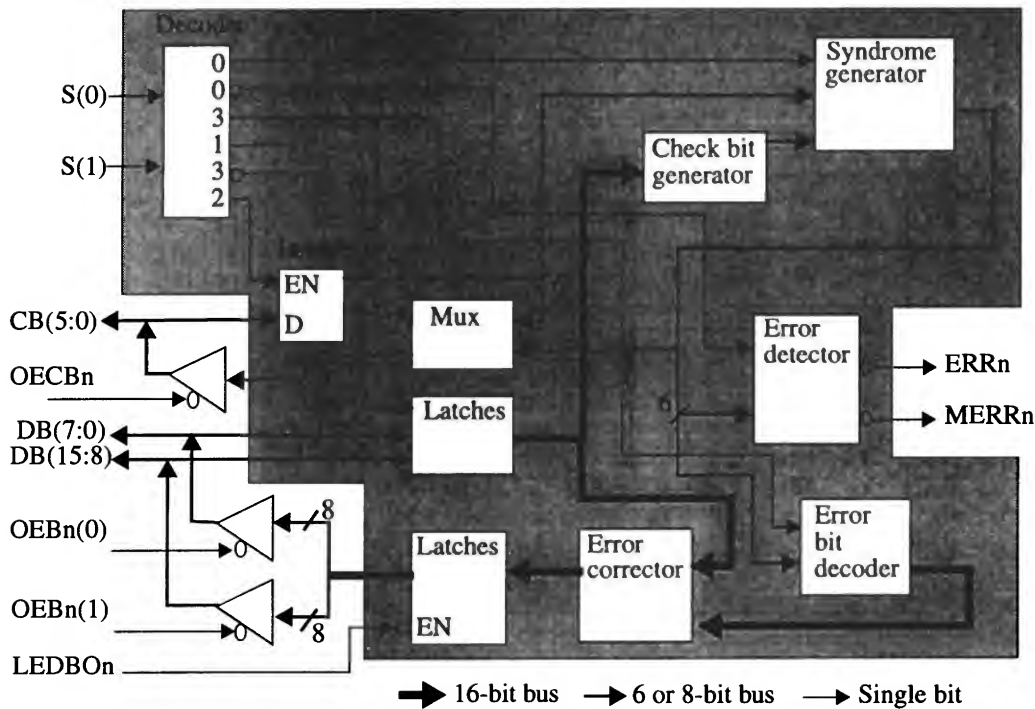 Decoder
S(0)
S(1)
0
0
3
1
3
2
Syndrome
generator
Check bit
generator
EN
D
Mux
Latches
Error
detector
6
CB(5:0)
OECBn
DB(7:0)
DB(15:8)
OEBn(0)
OEBn(1)
LEDBOn
ERRn
MERRn
8
8
Latches
EN
Error
corrector
Error
bit
decoder
16-bit bus
6 or 8-bit bus
Single bit